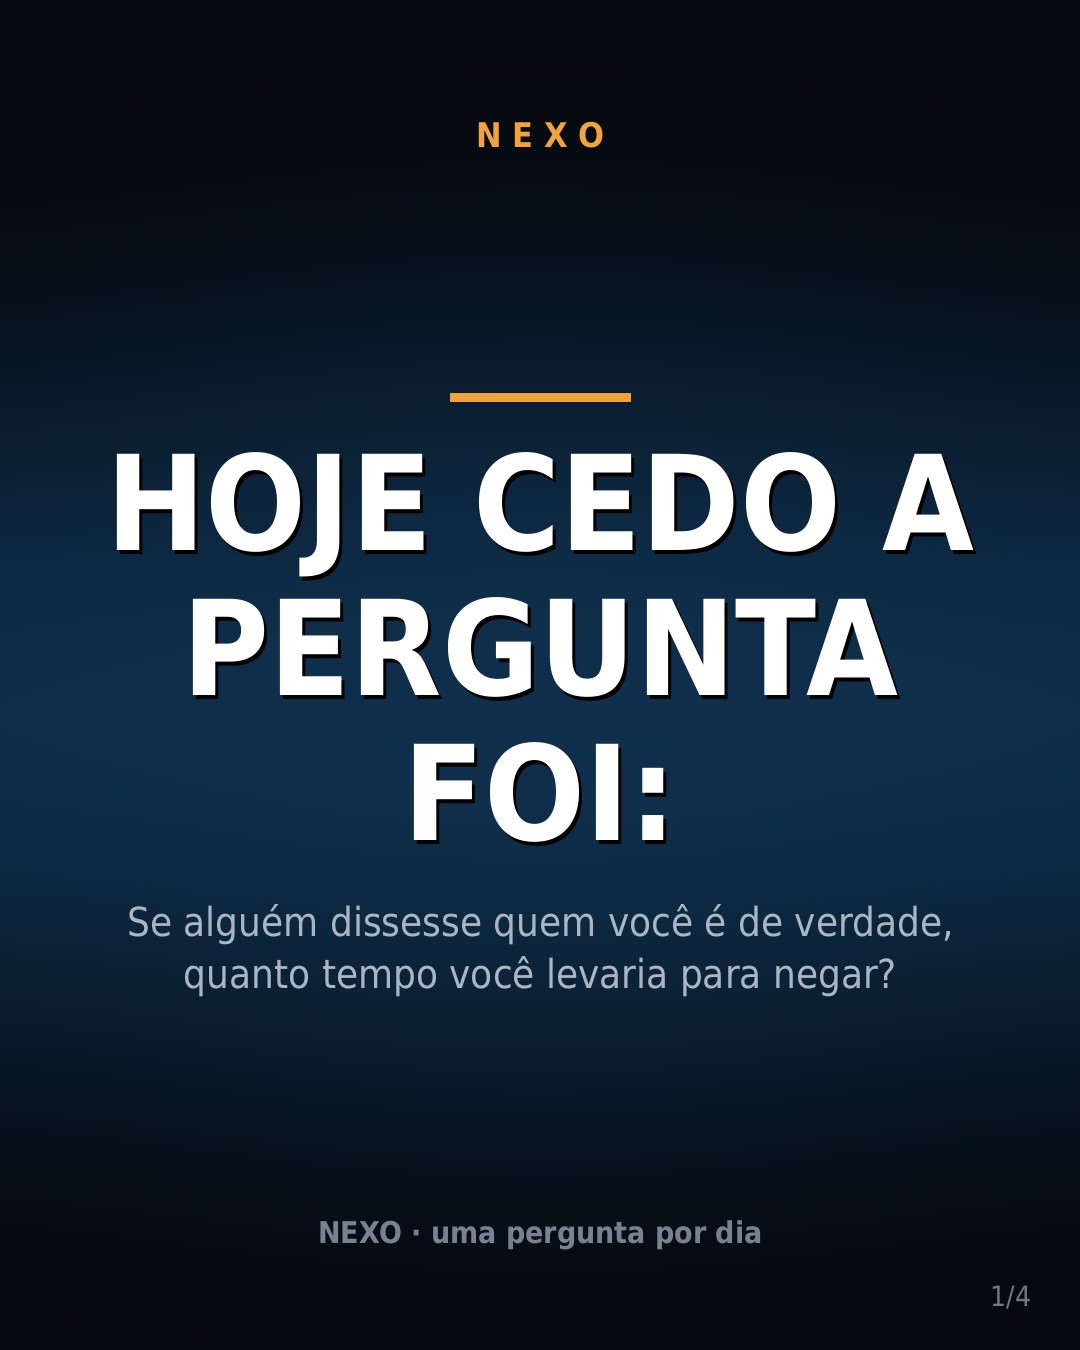 NEXO
HOJE CEDO A
PERGUNTA
FOI:
Se alguém dissesse quem você é de verdade,
quanto tempo você levaria para negar?
NEXO · uma pergunta por dia
1/4